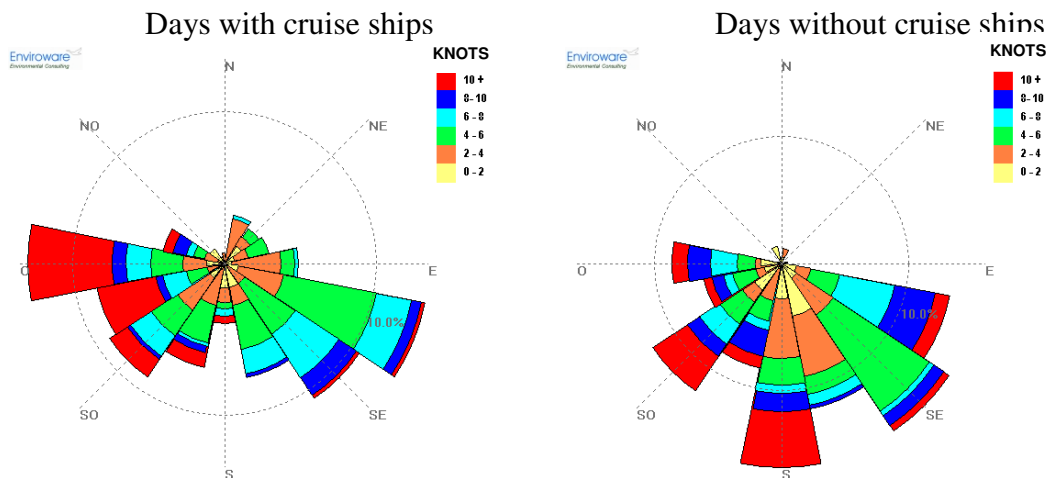 Days with cruise ships
Enviroware
Environmental Consulting
KNOTS
10 +
8 - 10
6 - 8
4 - 6
2 - 4
0 - 2
N
NO
NE
O
E
10.0%
SO
SE
S
Days without cruise ships
Enviroware
Environmental Consulting
KNOTS
10 +
8 - 10
6 - 8
4 - 6
2 - 4
0 - 2
N
NO
NE
O
E
10.0%
SO
SE
S